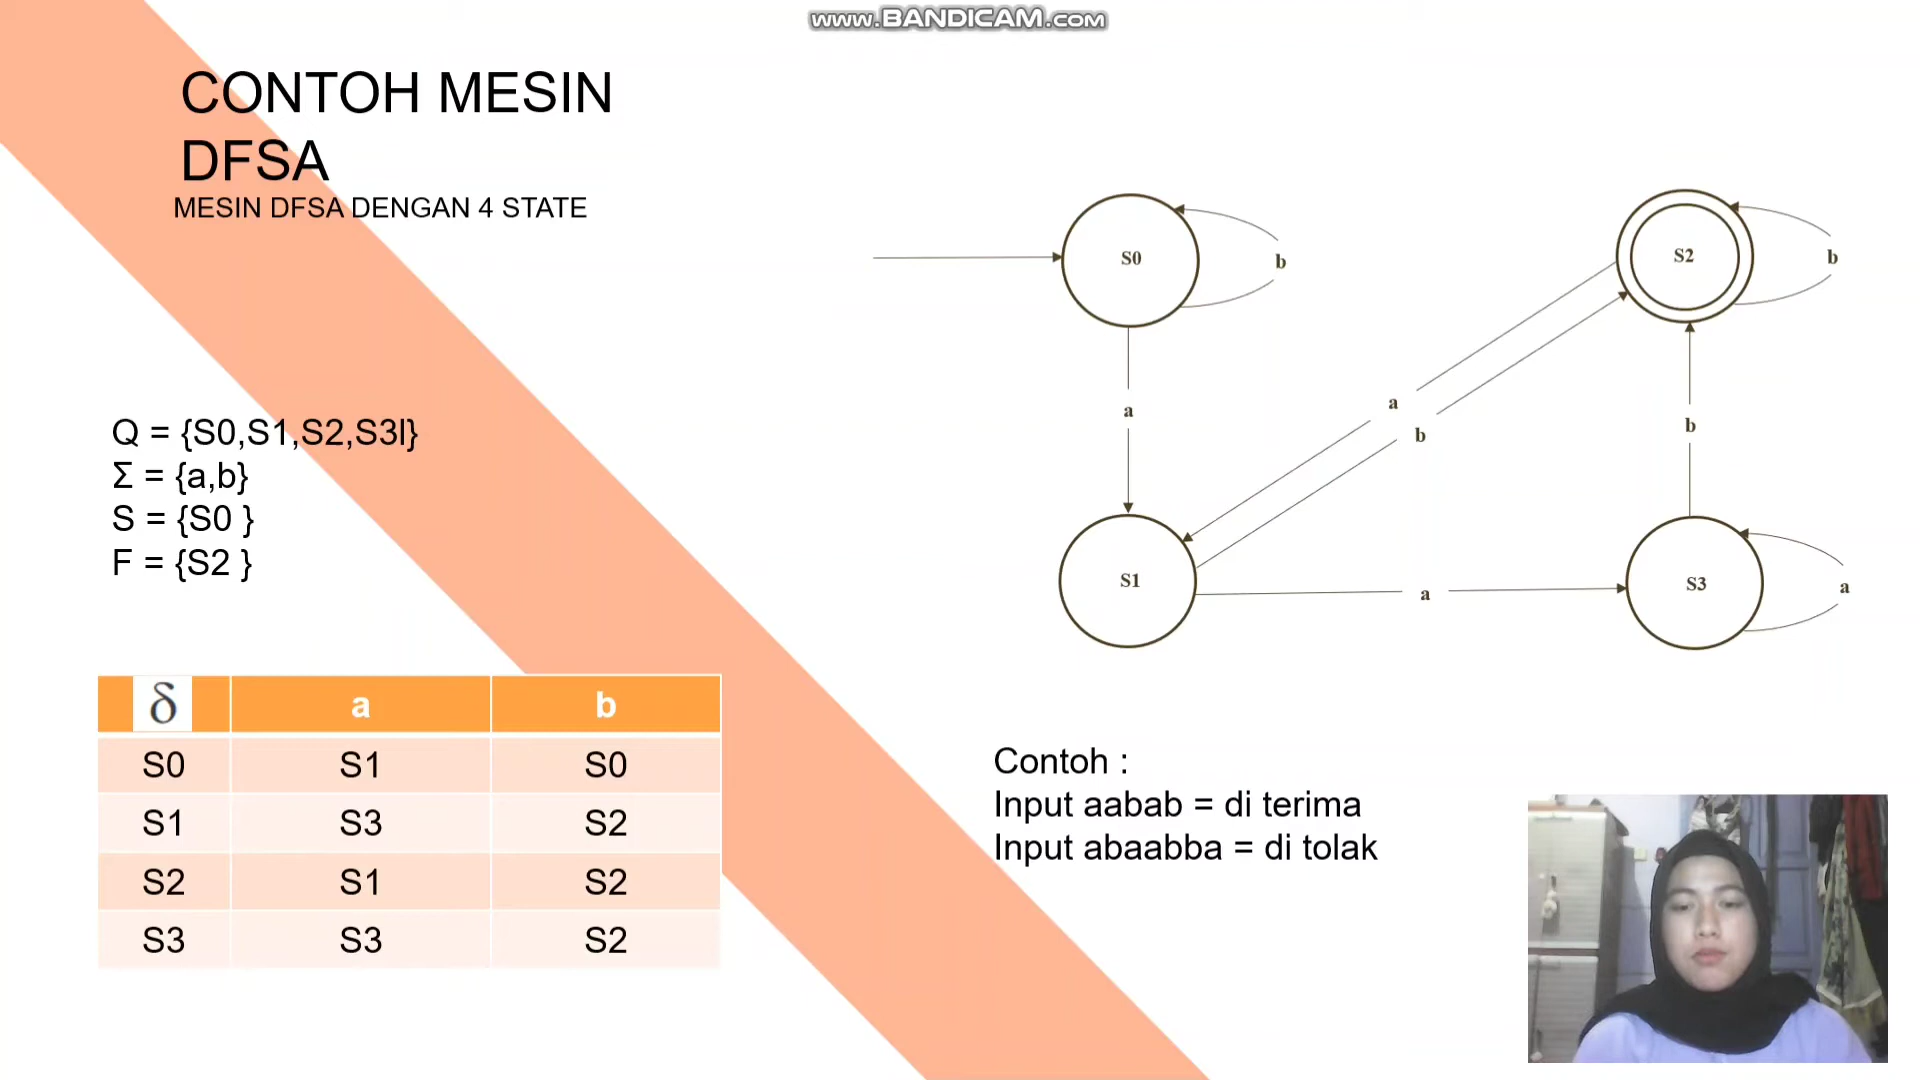 www.BANDICAM.com
CONTOH MESIN
DFSA
MESIN DFSA DENGAN 4 STATE
Q = {S0,S1,S2,S3l}
Σ = {a,b}
S = {S0 }
F = {S2 }
δ a b
S0 S1 S0
S1 S3 S2
S2 S1 S2
S3 S3 S2
S0
b
S2
b
a
a
b
b
S1
a
S3
a
Contoh :
Input aabab = di terima
Input abaabba = di tolak